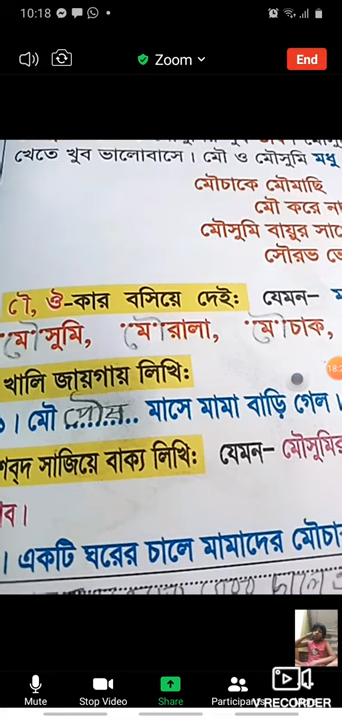 10:18
Zoom
End
খেতে খুব ভালোবাসে। মৌ ও মৌসুমি মধু
মৌচাকে মৌমাছি
মৌ করে না
মৌসুমি বায়ুর সাে
সৌরভ ে
ৌ, ঔ-কার বসিয়ে দেই: যেমন– ম
মৌসুমি, মৌরালা, মৌচাক,
খালি জায়গায় লিখি:
১। মৌ পৌষ মাসে মামা বাড়ি গেল।
শব্দ সাজিয়ে বাক্য লিখি: যেমন– মৌসুমির
ব।
। একটি ঘরের চালে মামাদের মৌচা
Mute
Stop Video
Share
Participants
V RECORDER